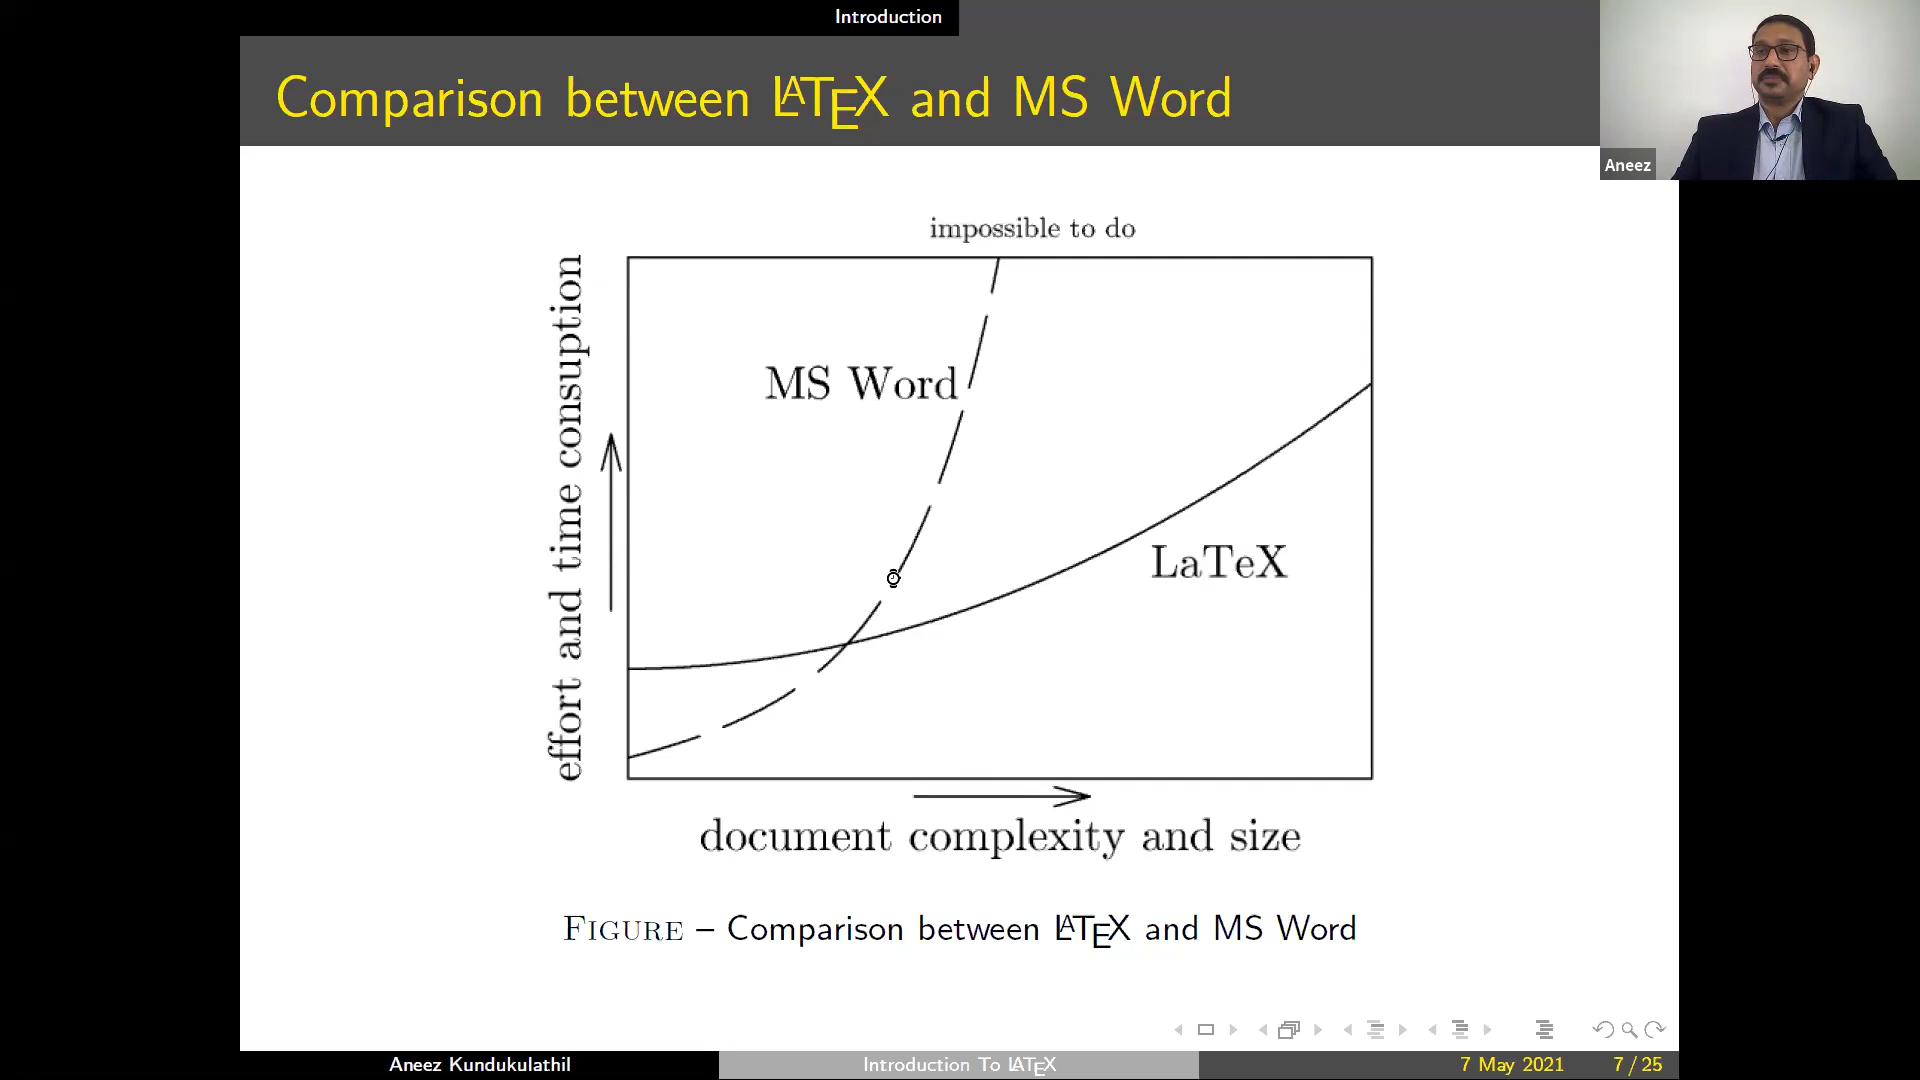 Introduction
Comparison between LATEX and MS Word
Aneez
impossible to do
effort and time consuption
MS Word
LaTeX
document complexity and size
FIGURE – Comparison between LATEX and MS Word
Aneez Kundukulathil
Introduction To LATEX
7 May 2021
7 / 25